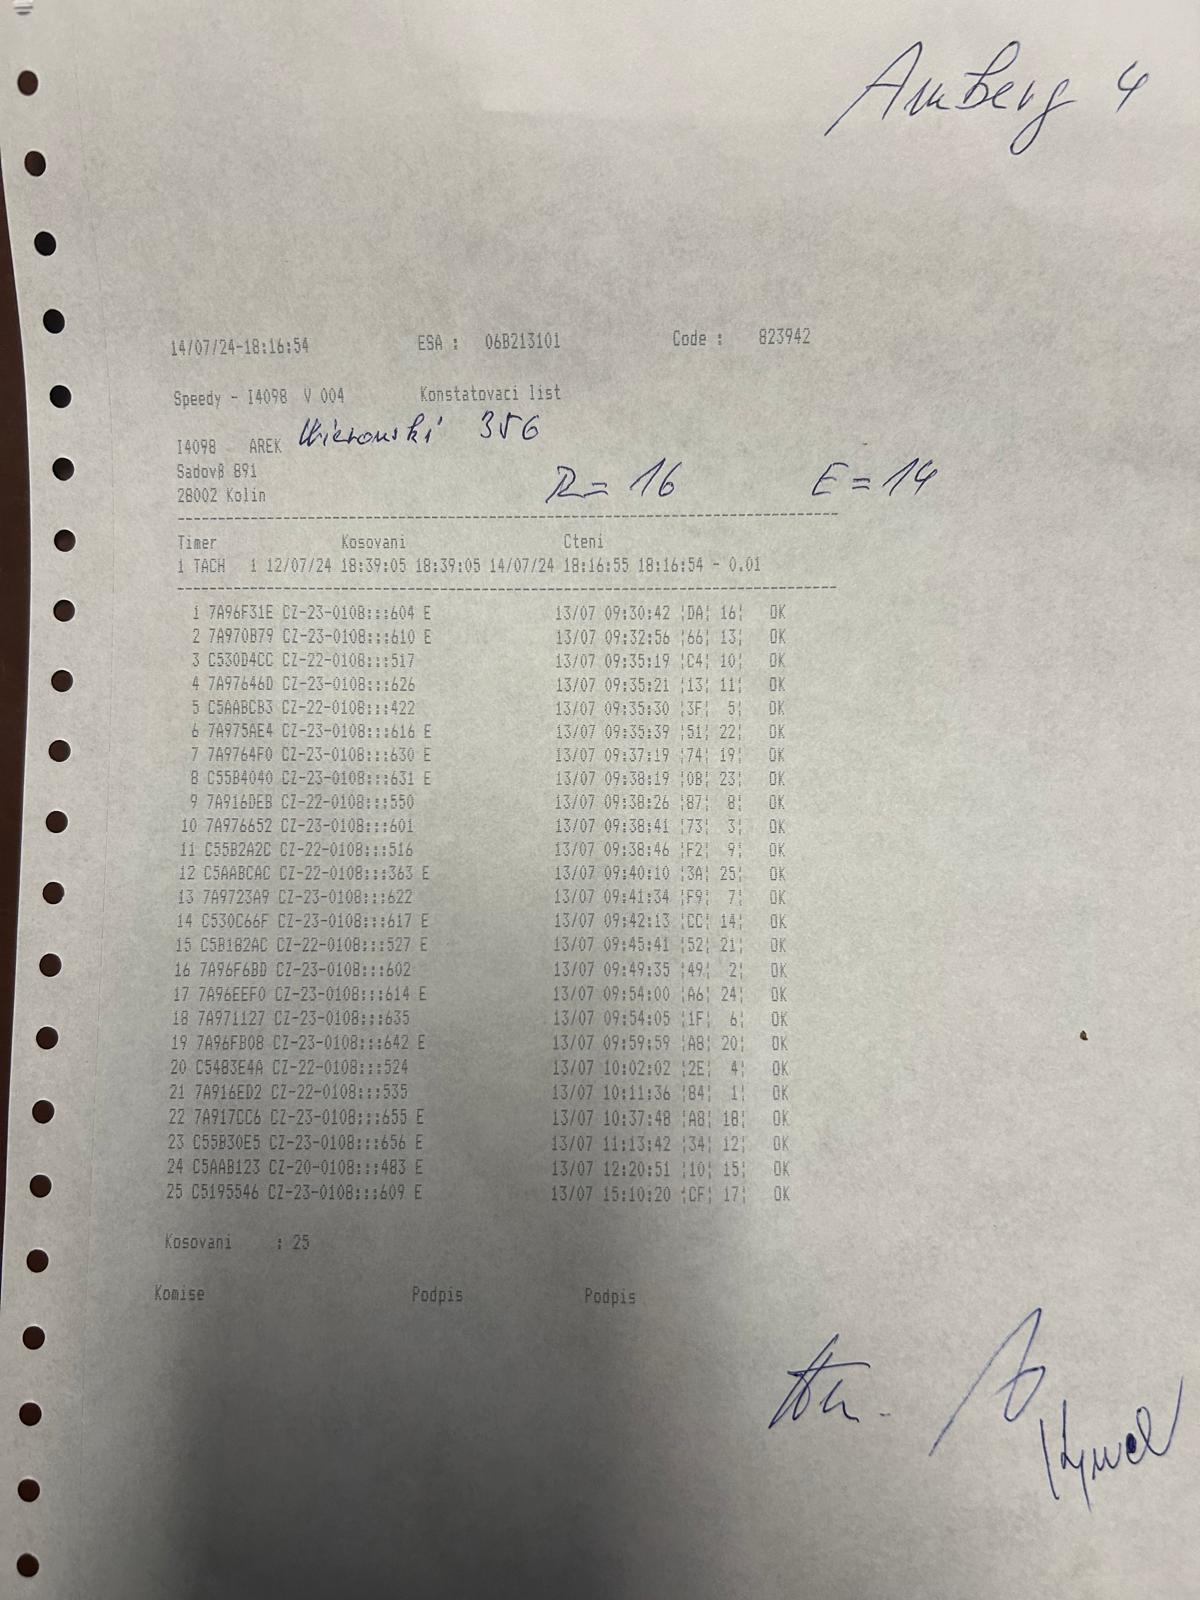 Amberg 4
14/07/24-18:16:54 ESA : 06B213101 Code : 823942
Speedy - I4098 V 004 Konstatovaci list
I4098 AREK 356
Sadovß 891
28002 Kolin R= 16 E = 14
Timer Kosovani Cteni
1 TACH 1 12/07/24 18:39:05 18:39:05 14/07/24 18:16:55 18:16:54 - 0.01
1 7A96F31E CZ-23-0108:::604 E 13/07 09:30:42 ¦DA¦ 16¦ OK
2 7A970B79 CZ-23-0108:::610 E 13/07 09:32:56 ¦66¦ 13¦ OK
3 C530D4CC CZ-22-0108:::517 13/07 09:35:19 ¦C4¦ 10¦ OK
4 7A97646D CZ-23-0108:::626 13/07 09:35:21 ¦13¦ 11¦ OK
5 C5AABCB3 CZ-22-0108:::422 13/07 09:35:30 ¦3F¦ 5¦ OK
6 7A975AE4 CZ-23-0108:::616 E 13/07 09:35:39 ¦51¦ 22¦ OK
7 7A9764F0 CZ-23-0108:::630 E 13/07 09:37:19 ¦74¦ 19¦ OK
8 C55B4040 CZ-23-0108:::631 E 13/07 09:38:19 ¦0B¦ 23¦ OK
9 7A916DEB CZ-22-0108:::550 13/07 09:38:26 ¦87¦ 8¦ OK
10 7A976652 CZ-23-0108:::601 13/07 09:38:41 ¦73¦ 3¦ OK
11 C55B2A2C CZ-22-0108:::516 13/07 09:38:46 ¦F2¦ 9¦ OK
12 C5AABCAC CZ-22-0108:::363 E 13/07 09:40:10 ¦3A¦ 25¦ OK
13 7A9723A9 CZ-23-0108:::622 13/07 09:41:34 ¦F9¦ 7¦ OK
14 C530C66F CZ-23-0108:::617 E 13/07 09:42:13 ¦CC¦ 14¦ OK
15 C5B182AC CZ-22-0108:::527 E 13/07 09:45:41 ¦52¦ 21¦ OK
16 7A96F6BD CZ-23-0108:::602 13/07 09:49:35 ¦49¦ 2¦ OK
17 7A96EEF0 CZ-23-0108:::614 E 13/07 09:54:00 ¦A6¦ 24¦ OK
18 7A971127 CZ-23-0108:::635 13/07 09:54:05 ¦1F¦ 6¦ OK
19 7A96FB08 CZ-23-0108:::642 E 13/07 09:59:59 ¦A8¦ 20¦ OK
20 C5483E4A CZ-22-0108:::524 13/07 10:02:02 ¦2E¦ 4¦ OK
21 7A916ED2 CZ-22-0108:::535 13/07 10:11:36 ¦84¦ 1¦ OK
22 7A917CC6 CZ-23-0108:::655 E 13/07 10:37:48 ¦A8¦ 18¦ OK
23 C55B30E5 CZ-23-0108:::656 E 13/07 11:13:42 ¦34¦ 12¦ OK
24 C5AAB123 CZ-20-0108:::483 E 13/07 12:20:51 ¦10¦ 15¦ OK
25 C5195546 CZ-23-0108:::609 E 13/07 15:10:20 ¦CF¦ 17¦ OK
Kosovani : 25
Komise Podpis Podpis